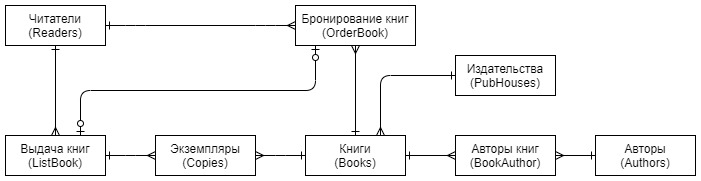 Читатели
(Readers)
Бронирование книг
(OrderBook)
Издательства
(PubHouses)
Выдача книг
(ListBook)
Экземпляры
(Copies)
Книги
(Books)
Авторы книг
(BookAuthor)
Авторы
(Authors)